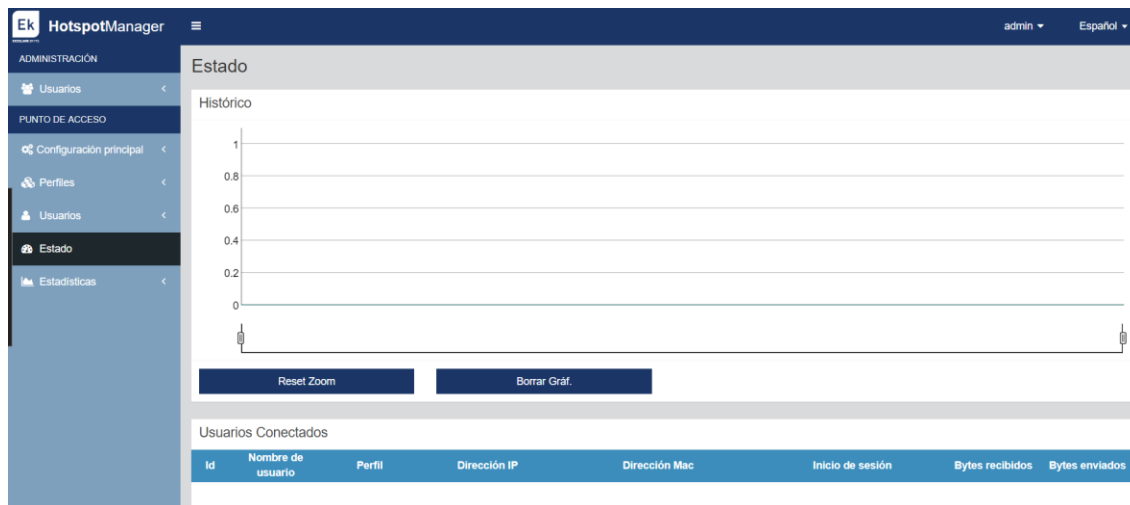 Ek HotspotManager
admin
Español
ADMINISTRACIÓN
Usuarios
PUNTO DE ACCESO
Configuración principal
Perfiles
Usuarios
Estado
Estadísticas
Estado
Histórico
1
0.8
0.6
0.4
0.2
0
Reset Zoom
Borrar Gráf.
Usuarios Conectados
Id
Nombre de
usuario
Perfil
Dirección IP
Dirección Mac
Inicio de sesión
Bytes recibidos
Bytes enviados